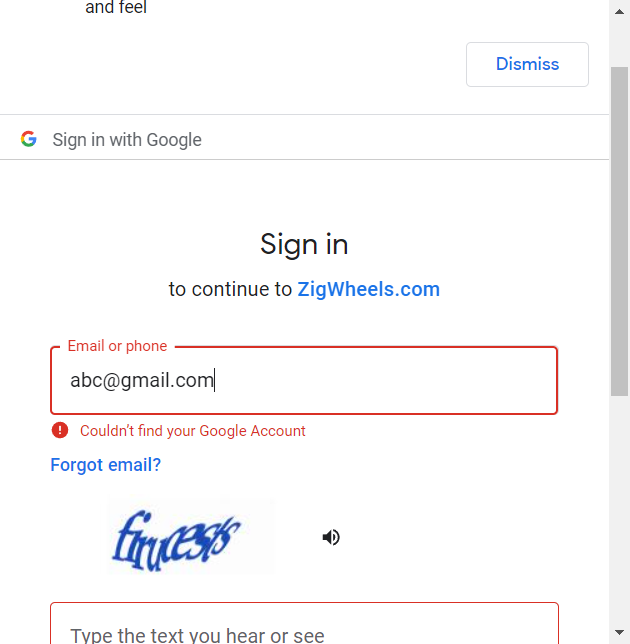 and feel
Dismiss
Sign in with Google
Sign in
to continue to ZigWheels.com
Email or phone
abc@gmail.com
Couldn't find your Google Account
Forgot email?
Type the text you hear or see